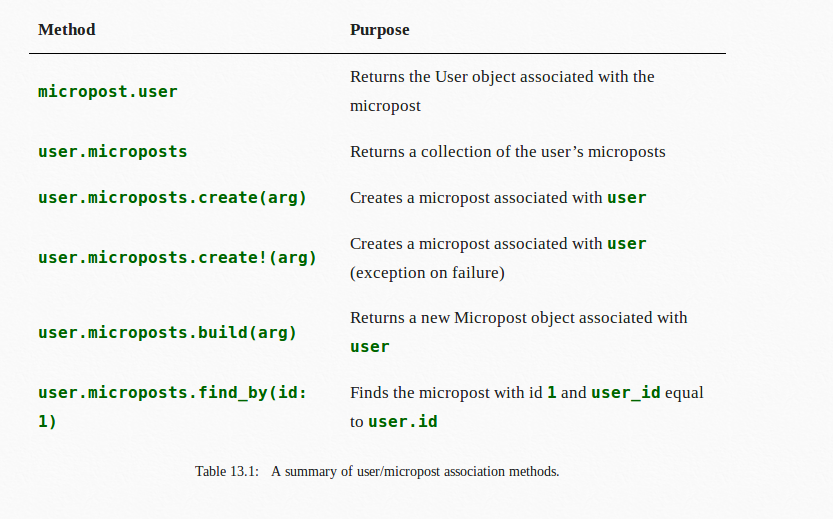 Method Purpose
micropost.user
Returns the User object associated with the
micropost
user.microposts Returns a collection of the user’s microposts
user.microposts.create(arg) Creates a micropost associated with user
user.microposts.create!(arg)
Creates a micropost associated with user
(exception on failure)
user.microposts.build(arg)
Returns a new Micropost object associated with
user
user.microposts.find_by(id:
1)
Finds the micropost with id 1 and user_id equal
to user.id
Table 13.1: A summary of user/micropost association methods.